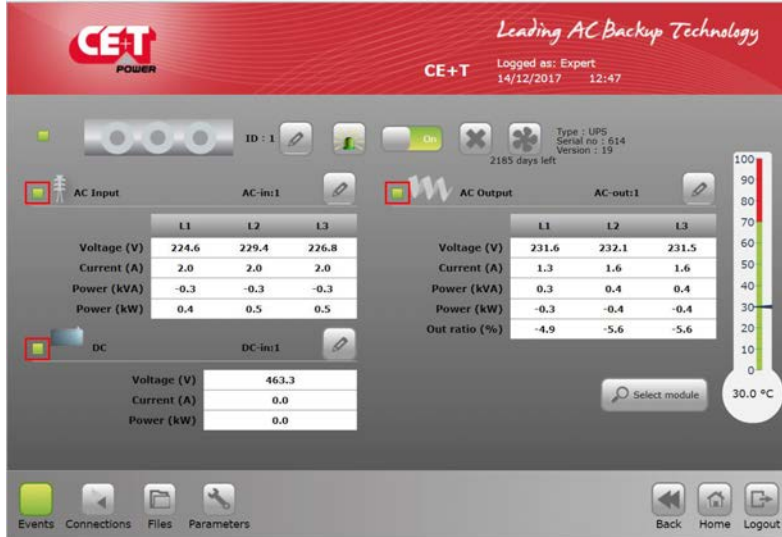 CE+T
POWER
Leading AC Backup Technology
CE+T
Logged as: Expert
14/12/2017 12:47
ID : 1
On
2185 days left
Type : UPS
Serial no : 614
Version : 19
AC Input AC-in:1
L1 L2 L3
Voltage (V) 224.6 229.4 226.8
Current (A) 2.0 2.0 2.0
Power (kVA) -0.3 -0.3 -0.3
Power (kW) 0.4 0.5 0.5
DC DC-in:1
Voltage (V) 463.3
Current (A) 0.0
Power (kW) 0.0
AC Output AC-out:1
L1 L2 L3
Voltage (V) 231.6 232.1 231.5
Current (A) 1.3 1.6 1.6
Power (kVA) 0.3 0.4 0.4
Power (kW) -0.3 -0.4 -0.4
Out ratio (%) -4.9 -5.6 -5.6
Select module
100
90
80
70
60
50
40
30
20
10
0
30.0 °C
Events Connections Files Parameters Back Home Logout